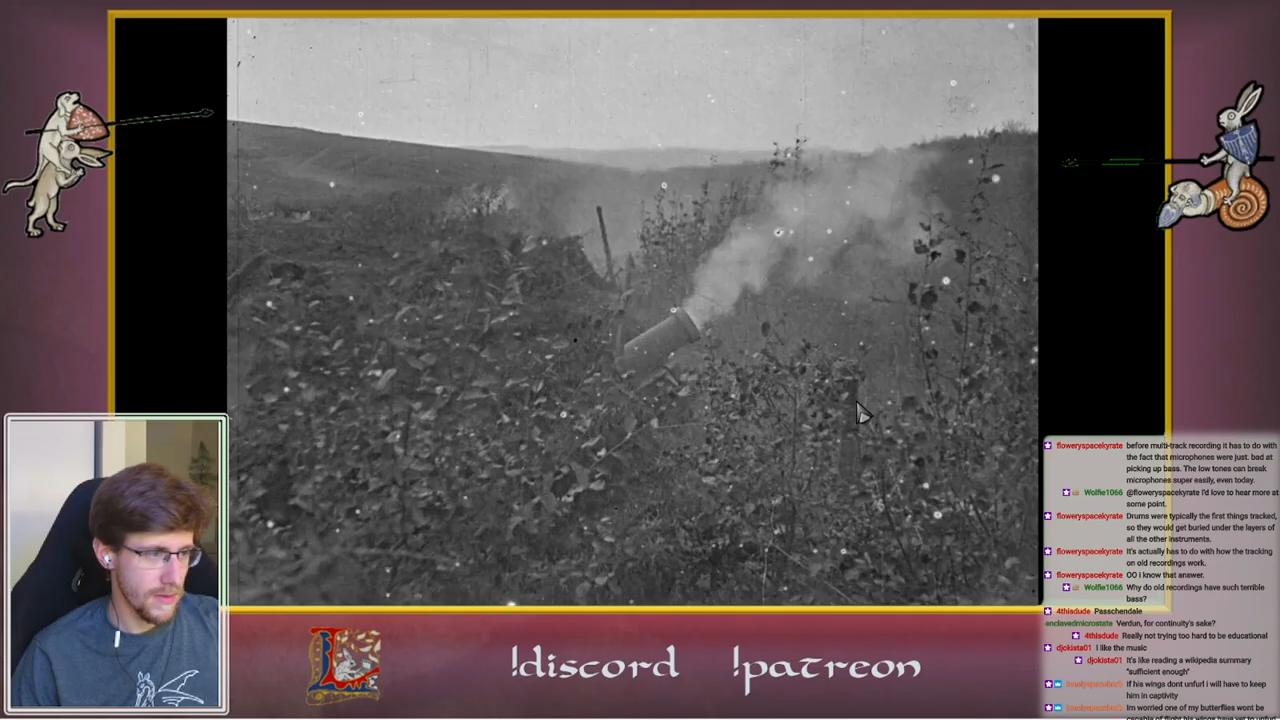 !discord !patreon
floweryspacekyrate before multi-track recording it has to do with
the fact that microphones were just. bad at
picking up bass. The low tones can break
microphones super easily, even today.
Wolfie1066 @floweryspacekyrate I'd love to hear more at
some point.
floweryspacekyrate Drums were typically the first things tracked,
so they would get buried under the layers of
all the other instruments.
floweryspacekyrate It's actually has to do with how the tracking
on old recordings work.
floweryspacekyrate OO i know that answer.
Wolfie1066 Why do old recordings have such terrible
bass?
4thisdude Passchendale
enclavedmicrostate Verdun, for continuity's sake?
4thisdude Really not trying too hard to be educational
djokista01 I like the music
djokista01 It's like reading a wikipedia summary
"sufficient enough"
If his wings dont unfurl i will have to keep
him in captivity
Im worried one of my butterflies wont be